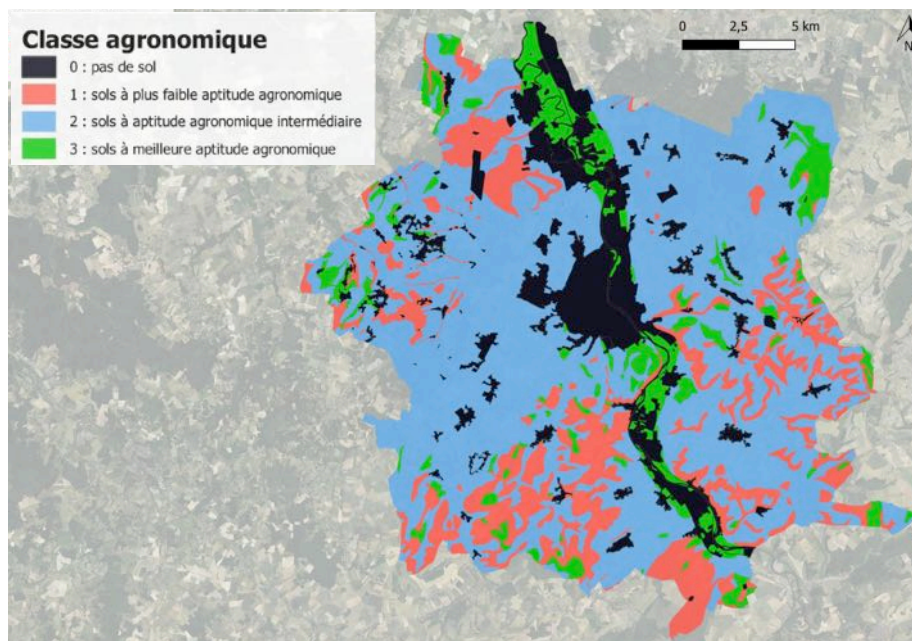 Classe agronomique
0 : pas de sol
1 : sols à plus faible aptitude agronomique
2 : sols à aptitude agronomique intermédiaire
3 : sols à meilleure aptitude agronomique
0 2,5 5 km
N